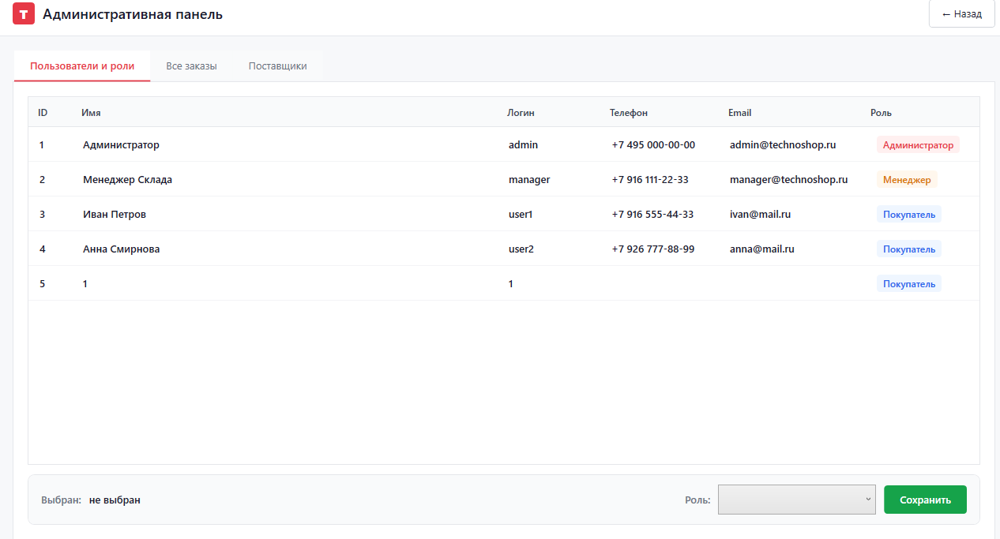 Т Административная панель ← Назад
Пользователи и роли Все заказы Поставщики
ID Имя Логин Телефон Email Роль
1 Администратор admin +7 495 000-00-00 admin@technoshop.ru Администратор
2 Менеджер Склада manager +7 916 111-22-33 manager@technoshop.ru Менеджер
3 Иван Петров user1 +7 916 555-44-33 ivan@mail.ru Покупатель
4 Анна Смирнова user2 +7 926 777-88-99 anna@mail.ru Покупатель
5 1 1 Покупатель
Выбран: не выбран Роль: Сохранить